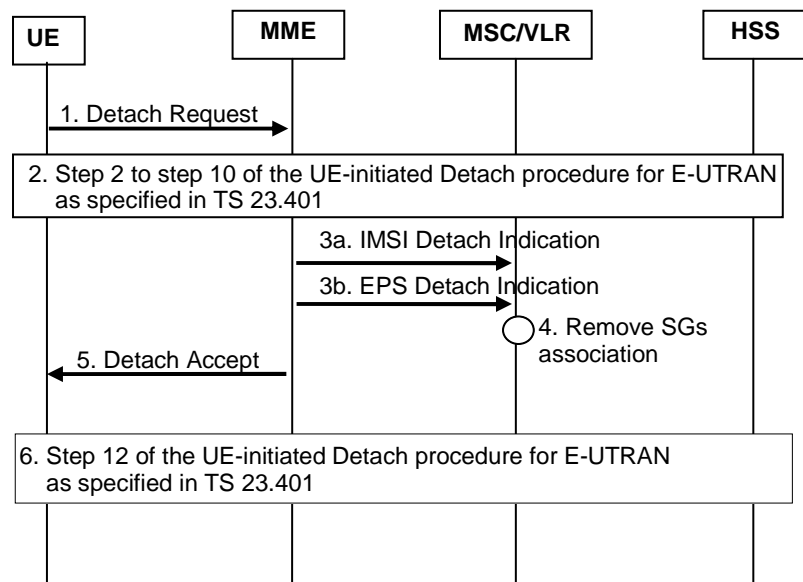 UE
MME
MSC/VLR
HSS
1. Detach Request
2. Step 2 to step 10 of the UE-initiated Detach procedure for E-UTRAN
as specified in TS 23.401
3a. IMSI Detach Indication
3b. EPS Detach Indication
4. Remove SGs
association
5. Detach Accept
6. Step 12 of the UE-initiated Detach procedure for E-UTRAN
as specified in TS 23.401